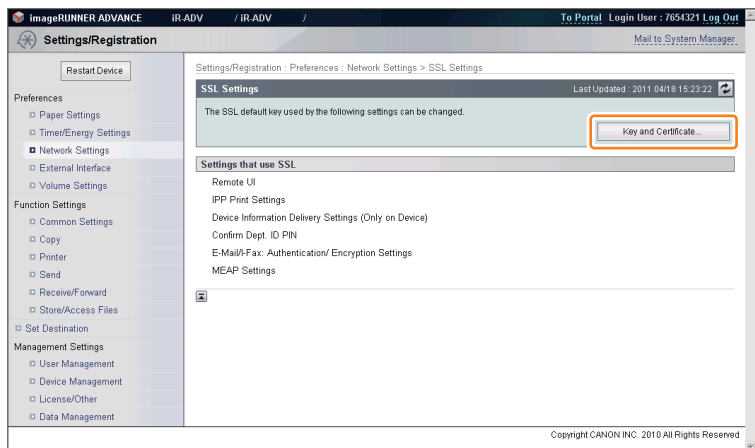 imageRUNNER ADVANCE iR-ADV / iR-ADV / To Portal Login User : 7654321 Log Out
Settings/Registration Mail to System Manager
Restart Device
Settings/Registration : Preferences : Network Settings > SSL Settings
SSL Settings Last Updated : 2011 04/18 15:23:22
The SSL default key used by the following settings can be changed.
Key and Certificate...
Settings that use SSL
Remote UI
IPP Print Settings
Device Information Delivery Settings (Only on Device)
Confirm Dept. ID PIN
E-Mail/I-Fax: Authentication/ Encryption Settings
MEAP Settings
Preferences
Paper Settings
Timer/Energy Settings
Network Settings
External Interface
Volume Settings
Function Settings
Common Settings
Copy
Printer
Send
Receive/Forward
Store/Access Files
Set Destination
Management Settings
User Management
Device Management
License/Other
Data Management
Copyright CANON INC. 2010 All Rights Reserved